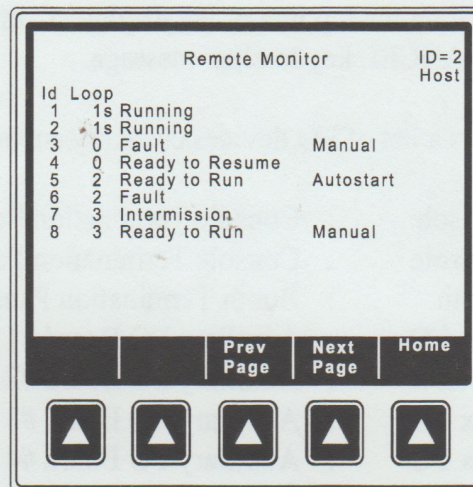 message.
Remote Monitor ID=2
Host
Id Loop
1 1s Running
2 1s Running
3 0 Fault Manual
4 0 Ready to Resume
5 2 Ready to Run Autostart
6 2 Fault
7 3 Intermission
8 3 Ready to Run Manual
Prev Page
Next Page
Home